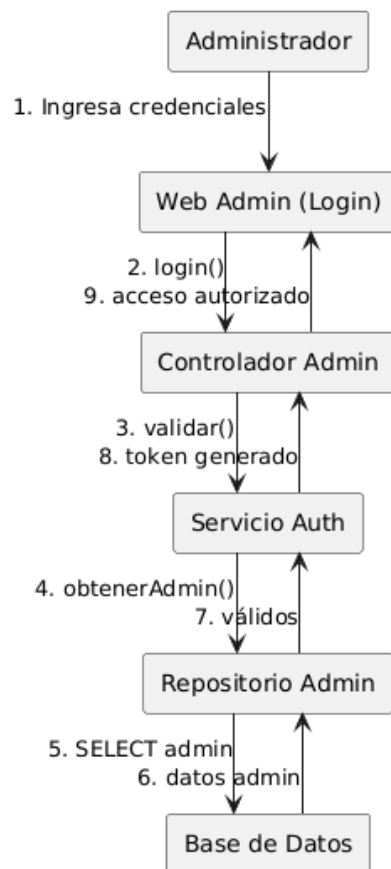 Administrador
1. Ingresa credenciales
Web Admin (Login)
2. login()
9. acceso autorizado
Controlador Admin
3. validar()
8. token generado
Servicio Auth
4. obtenerAdmin()
7. válidos
Repositorio Admin
5. SELECT admin
6. datos admin
Base de Datos